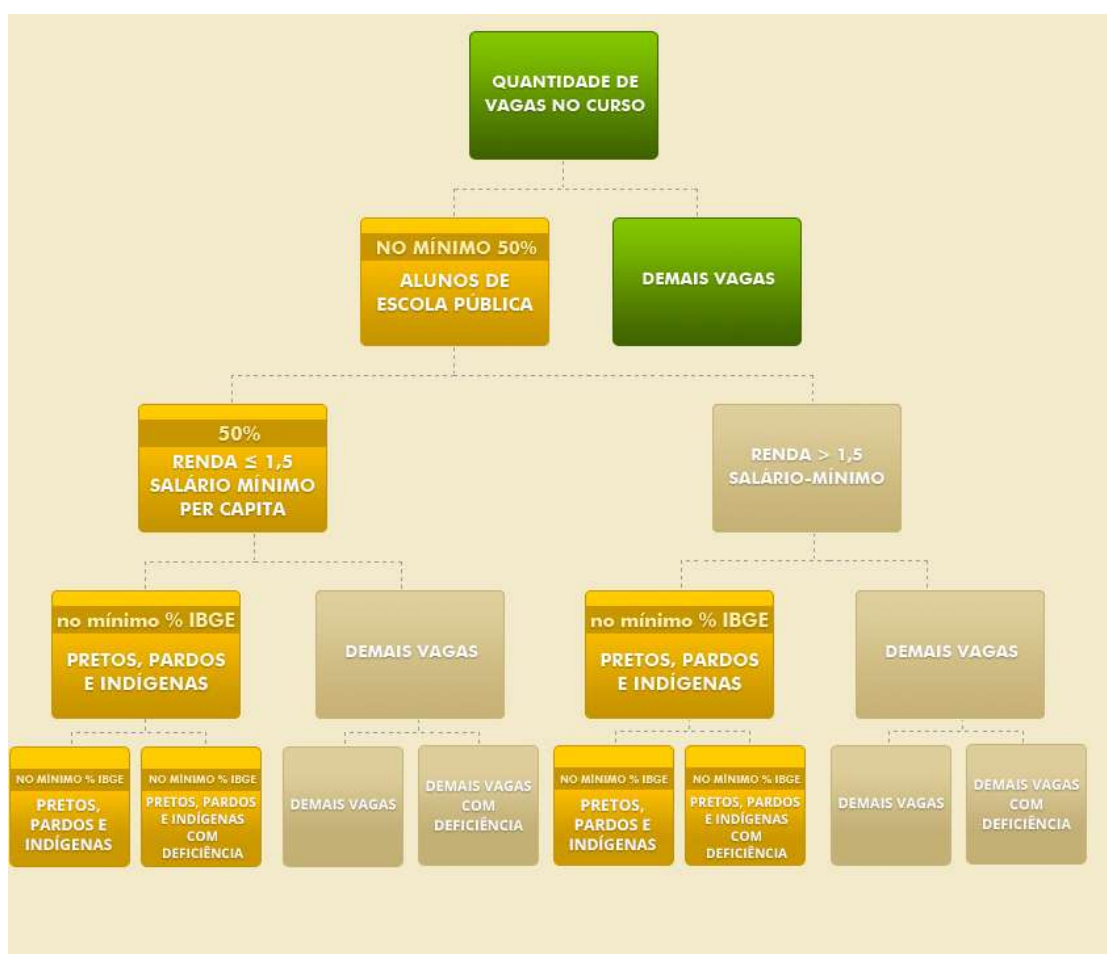 QUANTIDADE DE
VAGAS NO CURSO
NO MÍNIMO 50%
ALUNOS DE
ESCOLA PÚBLICA
DEMAIS VAGAS
50%
RENDA ≤ 1,5
SALÁRIO MÍNIMO
PER CAPITA
RENDA > 1,5
SALÁRIO-MÍNIMO
no mínimo % IBGE
PRETOS, PARDOS
E INDÍGENAS
DEMAIS VAGAS
no mínimo % IBGE
PRETOS, PARDOS
E INDÍGENAS
DEMAIS VAGAS
NO MÍNIMO % IBGE
PRETOS,
PARDOS E
INDÍGENAS
NO MÍNIMO % IBGE
PRETOS, PARDOS
E INDÍGENAS
COM
DEFICIÊNCIA
DEMAIS VAGAS
DEMAIS VAGAS
COM
DEFICIÊNCIA
NO MÍNIMO % IBGE
PRETOS,
PARDOS E
INDÍGENAS
NO MÍNIMO % IBGE
PRETOS, PARDOS
E INDÍGENAS
COM
DEFICIÊNCIA
DEMAIS VAGAS
DEMAIS VAGAS
COM
DEFICIÊNCIA